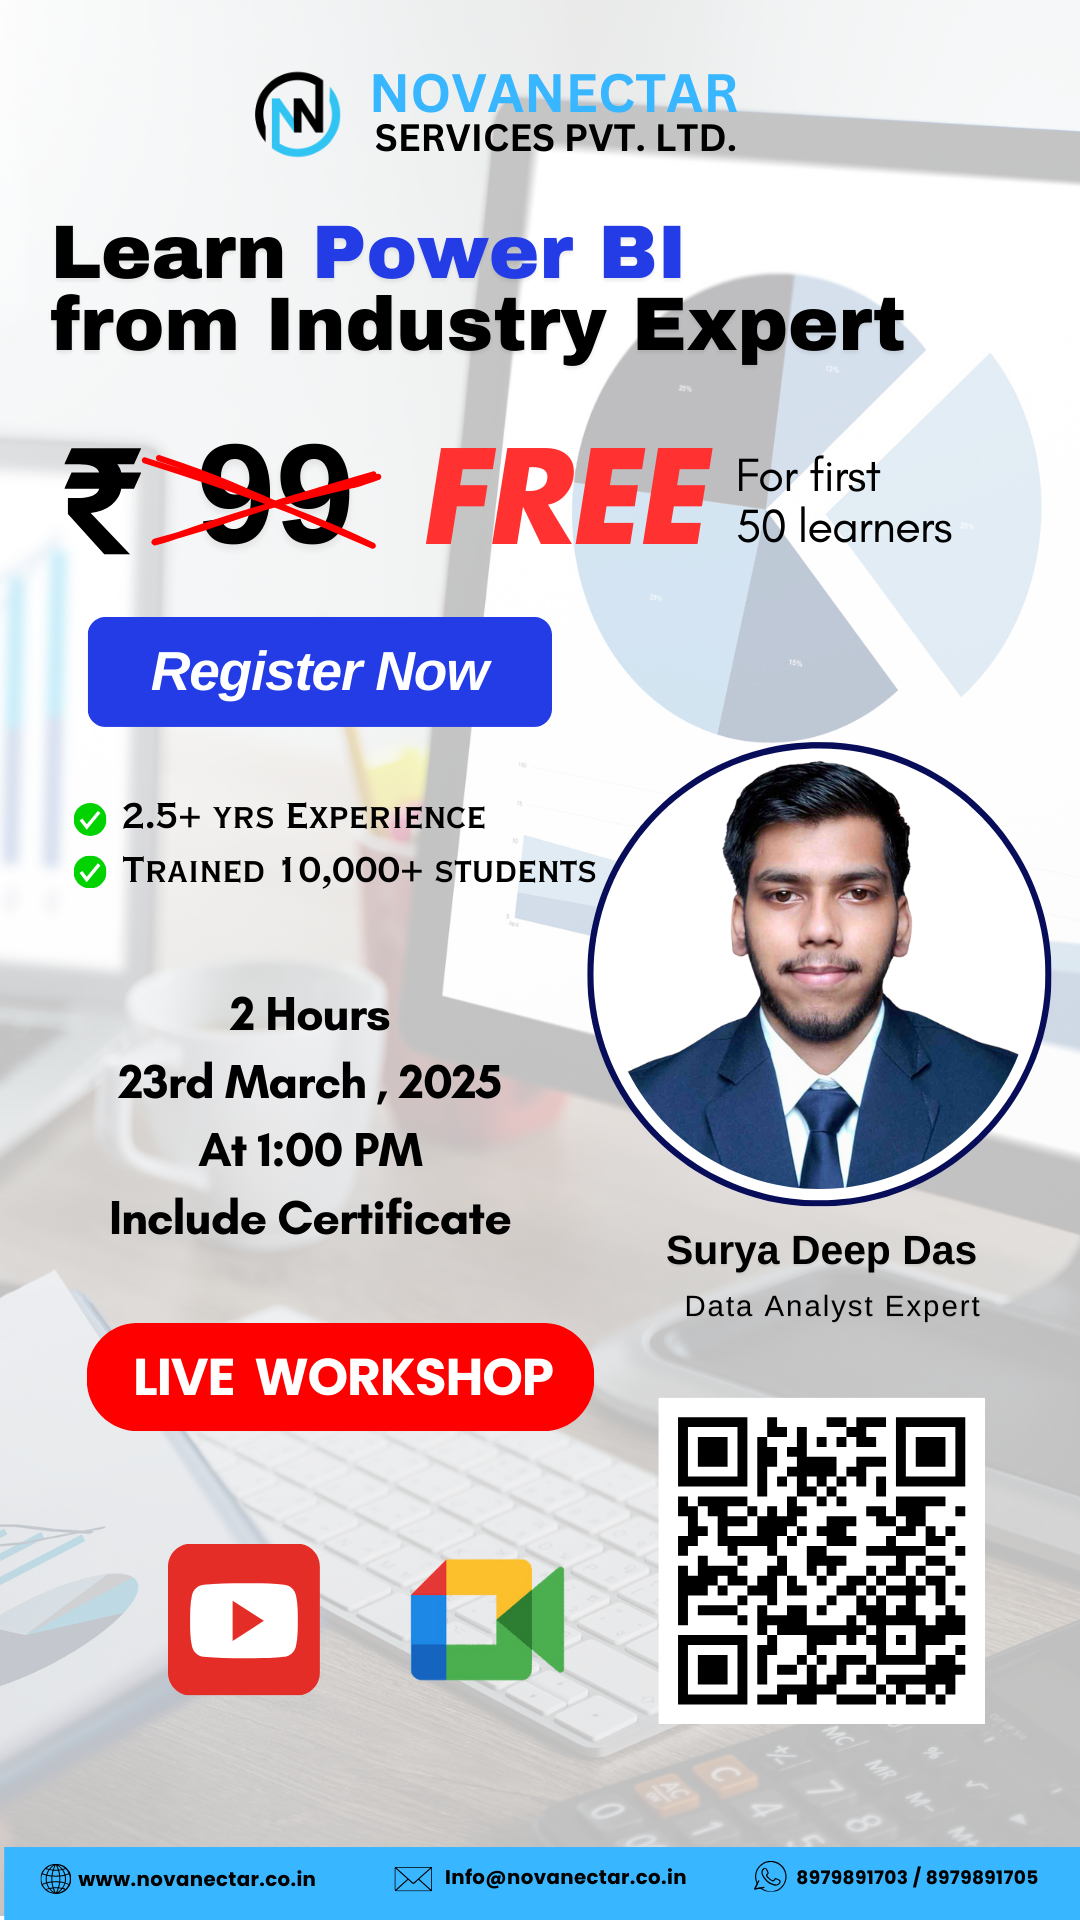 NOVANECTAR
SERVICES PVT. LTD.
Learn Power BI
from Industry Expert
₹ 99 FREE For first
50 learners
Register Now
2.5+ YRS EXPERIENCE
TRAINED 10,000+ STUDENTS
2 Hours
23rd March , 2025
At 1:00 PM
Include Certificate
Surya Deep Das
Data Analyst Expert
LIVE WORKSHOP
www.novanectar.co.in
Info@novanectar.co.in
8979891703 / 8979891705